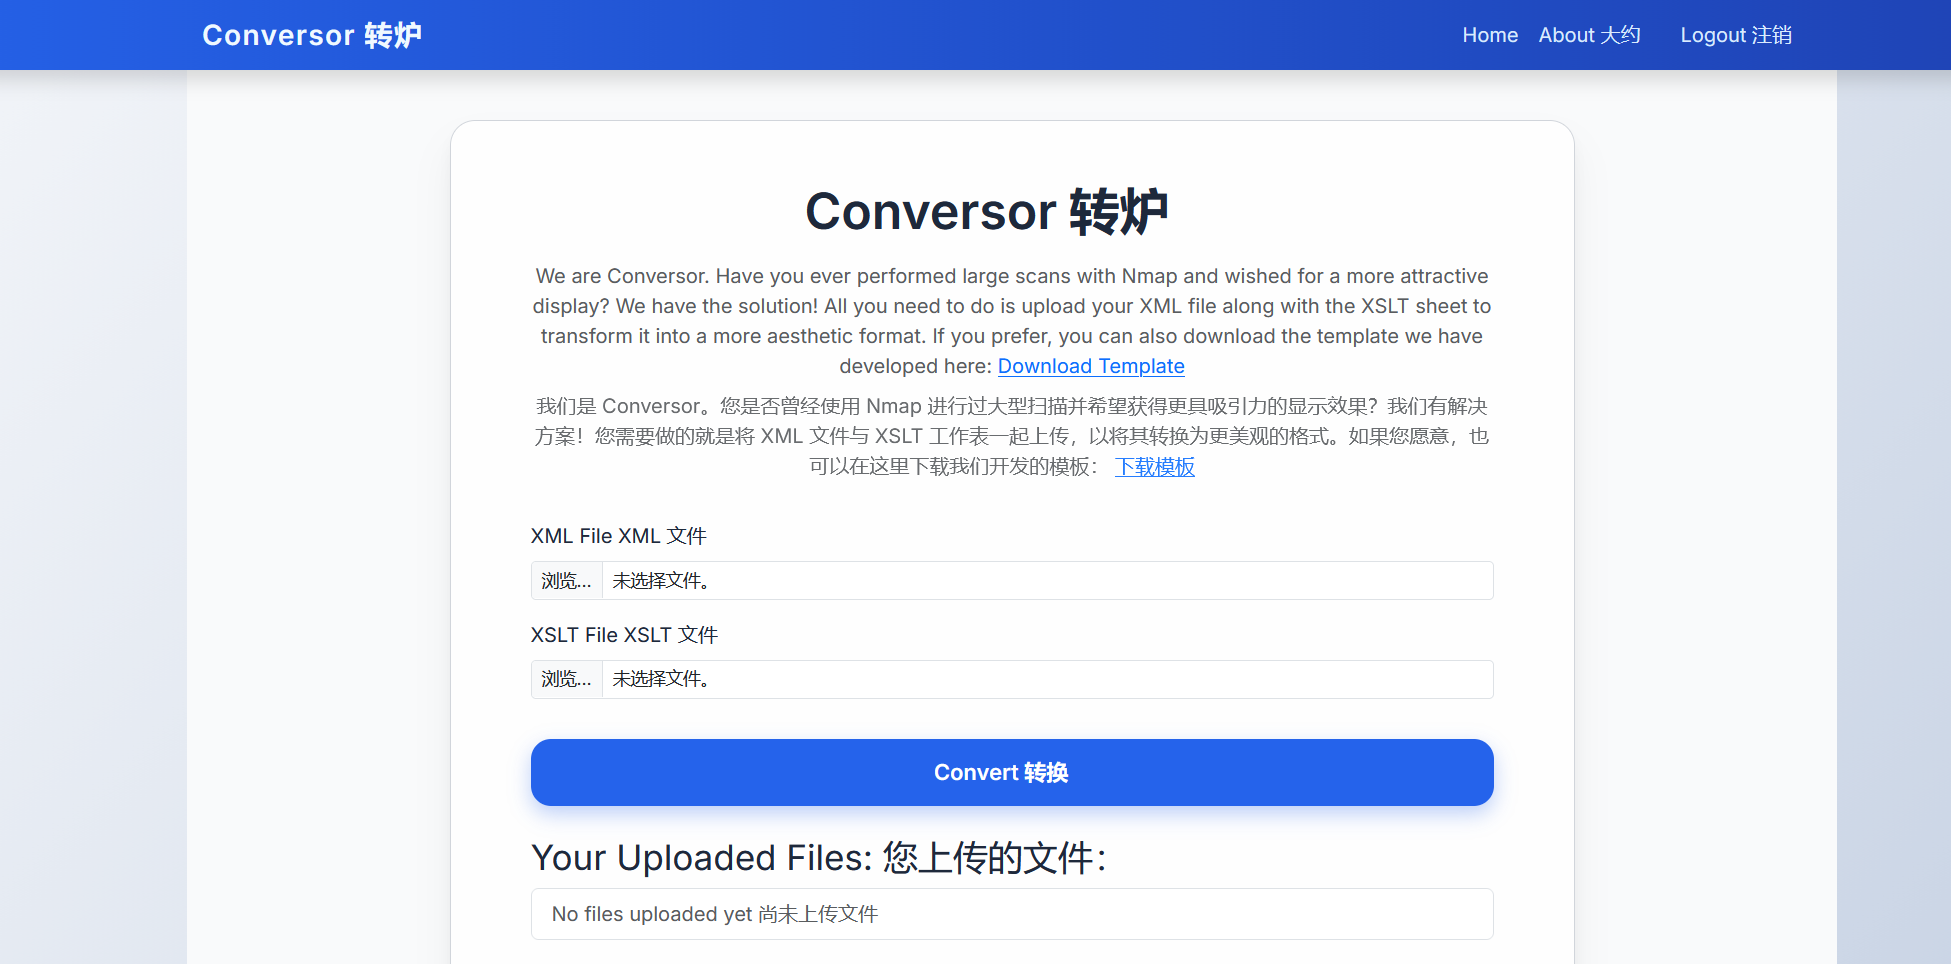 Conversor 转炉
Home
About 大约
Logout 注销
Conversor 转炉
We are Conversor. Have you ever performed large scans with Nmap and wished for a more attractive
display? We have the solution! All you need to do is upload your XML file along with the XSLT sheet to
transform it into a more aesthetic format. If you prefer, you can also download the template we have
developed here: Download Template
我们是 Conversor。您是否曾经使用 Nmap 进行过大型扫描并希望获得更具吸引力的显示效果？我们有解决
方案！您需要做的就是将 XML 文件与 XSLT 工作表一起上传，以将其转换为更美观的格式。如果您愿意，也
可以在这里下载我们开发的模板： 下载模板
XML File XML 文件
浏览... 未选择文件。
XSLT File XSLT 文件
浏览... 未选择文件。
Convert 转换
Your Uploaded Files: 您上传的文件：
No files uploaded yet 尚未上传文件